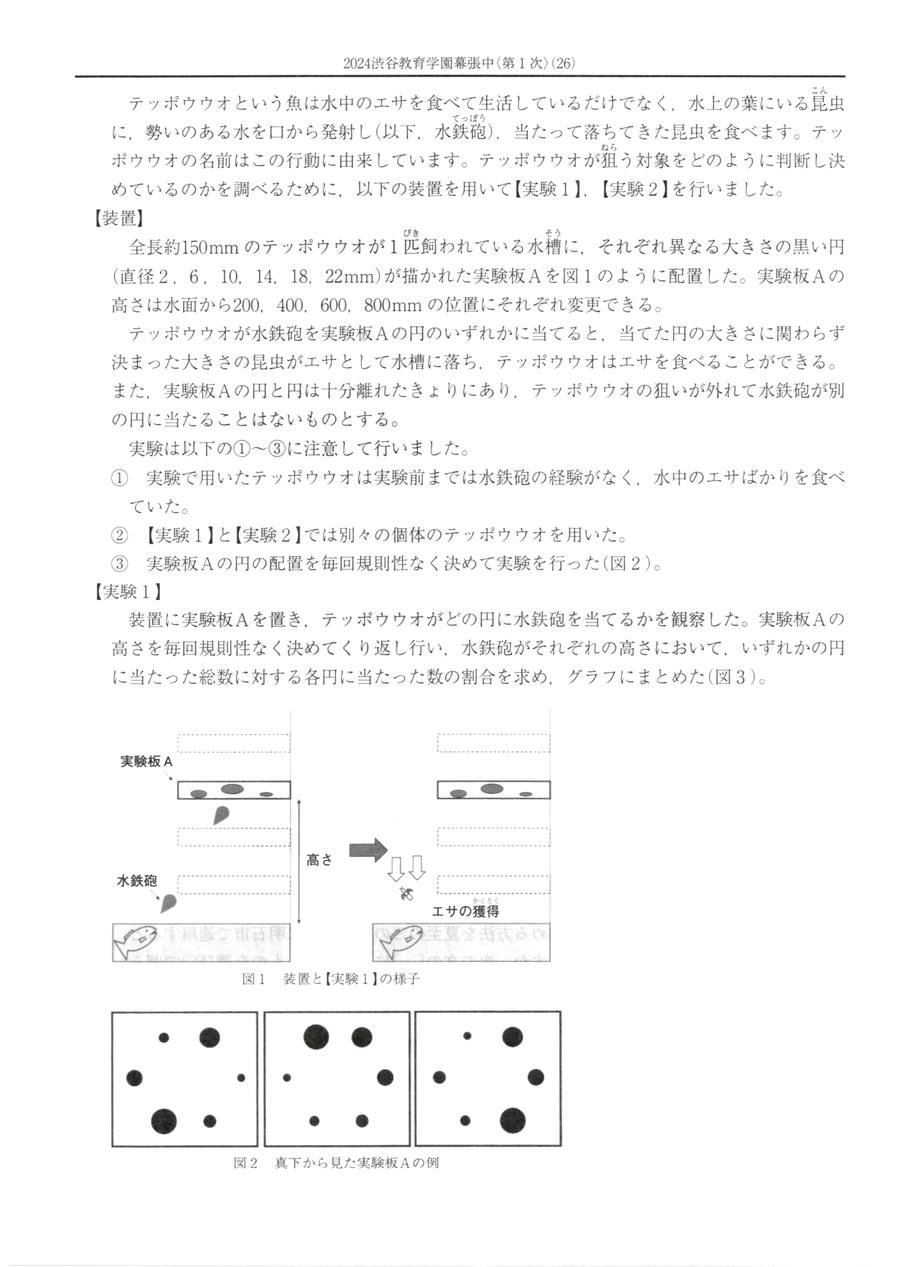 2024渋谷教育学園幕張中〈第1次〉(26)
テッポウウオという魚は水中のエサを食べて生活しているだけでなく，水上の葉にいる昆虫
に，勢いのある水を口から発射し(以下，水鉄砲)，当たって落ちてきた昆虫を食べます。テッ
ポウウオの名前はこの行動に由来しています。テッポウウオが狙う対象をどのように判断し決
めているのかを調べるために，以下の装置を用いて【実験1】，【実験2】を行いました。
【装置】
全長約150mmのテッポウウオが1匹飼われている水槽に，それぞれ異なる大きさの黒い円
(直径2，6，10，14，18，22mm)が描かれた実験板Aを図1のように配置した。実験板Aの
高さは水面から200，400，600，800mmの位置にそれぞれ変更できる。
テッポウウオが水鉄砲を実験板Aの円のいずれかに当てると，当てた円の大きさに関わらず
決まった大きさの昆虫がエサとして水槽に落ち，テッポウウオはエサを食べることができる。
また，実験板Aの円と円は十分離れたきょりにあり，テッポウウオの狙いが外れて水鉄砲が別
の円に当たることはないものとする。
実験は以下の①～③に注意して行いました。
① 実験で用いたテッポウウオは実験前までは水鉄砲の経験がなく，水中のエサばかりを食べ
ていた。
② 【実験1】と【実験2】では別々の個体のテッポウウオを用いた。
③ 実験板Aの円の配置を毎回規則性なく決めて実験を行った(図2)。
【実験1】
装置に実験板Aを置き，テッポウウオがどの円に水鉄砲を当てるかを観察した。実験板Aの
高さを毎回規則性なく決めてくり返し行い，水鉄砲がそれぞれの高さにおいて，いずれかの円
に当たった総数に対する各円に当たった数の割合を求め，グラフにまとめた(図3)。
実験板A
高さ
水鉄砲
エサの獲得
図1 装置と【実験1】の様子
図2 真下から見た実験板Aの例